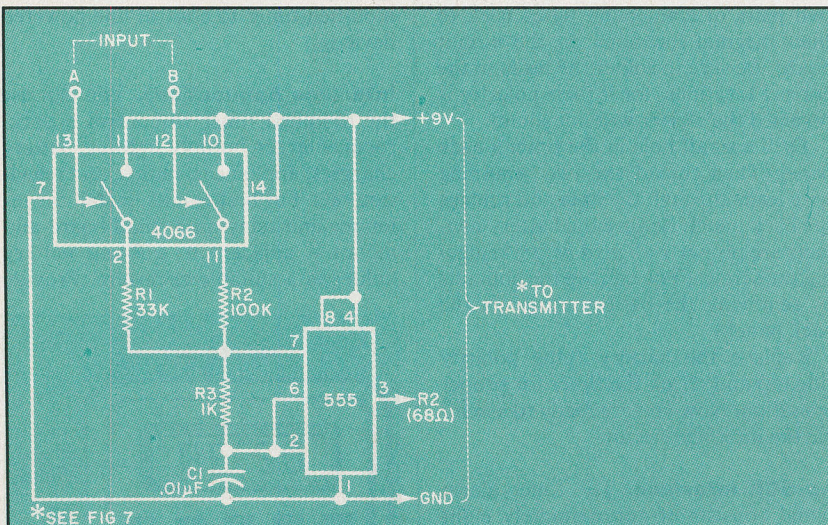 INPUT
A B
13 11 12 10
+9V
7 14
4066
2 11
R1 33K
R2 100K
*TO TRANSMITTER
8 4
7
R3 1K
6 555 3 R2 (68Ω)
2
C1 .01µF
1
GND
*SEE FIG 7